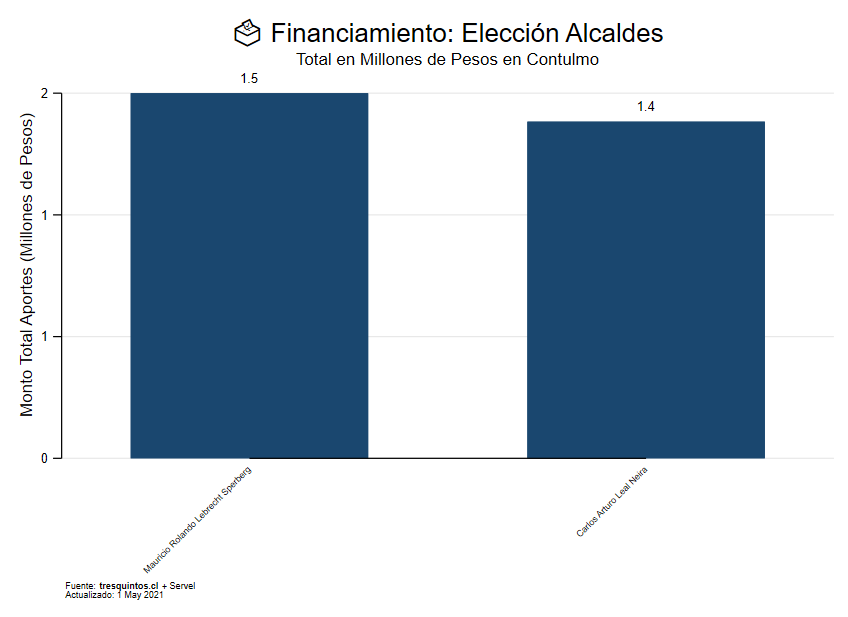 Financiamiento: Elección Alcaldes
Total en Millones de Pesos en Contulmo
Monto Total Aportes (Millones de Pesos)
2
1
1
0
1.5
1.4
Mauricio Rolando Lebrecht Sperberg
Carlos Arturo Leal Neira
Fuente: tresquintos.cl + Servel
Actualizado: 1 May 2021